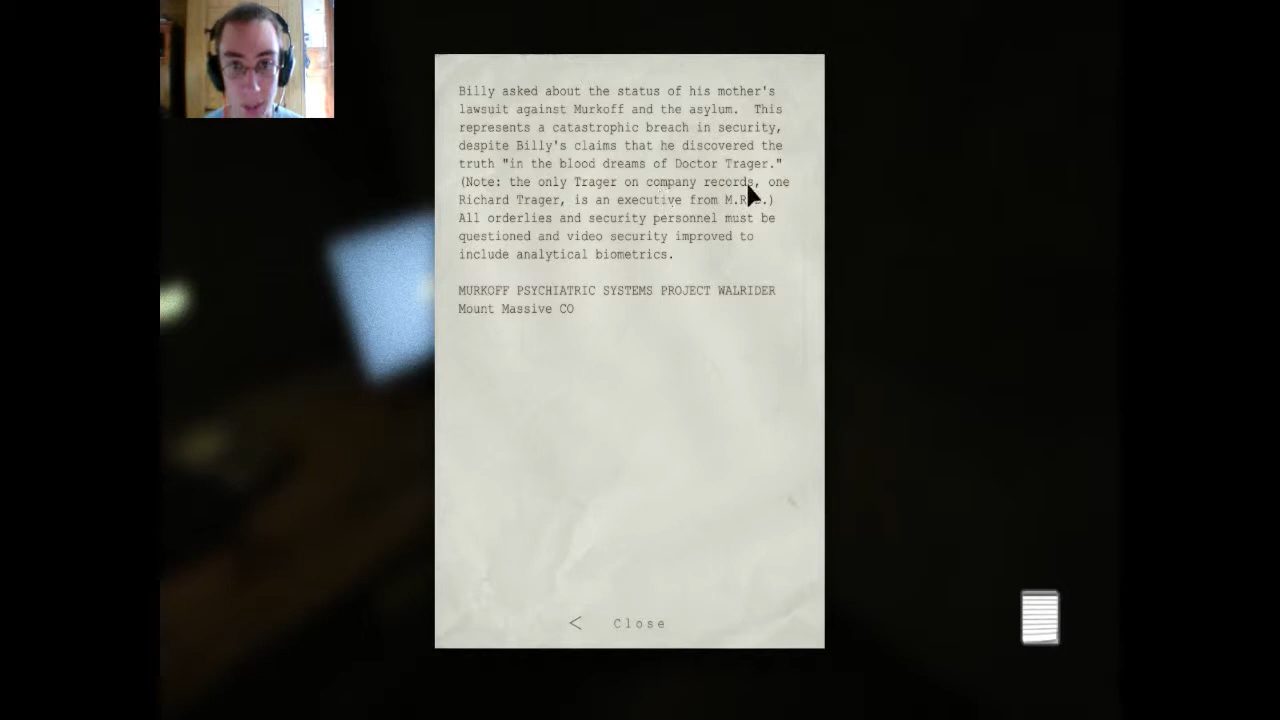 Billy asked about the status of his mother's
lawsuit against Murkoff and the asylum.  This
represents a catastrophic breach in security,
despite Billy's claims that he discovered the
truth "in the blood dreams of Doctor Trager."
(Note: the only Trager on company records, one
Richard Trager, is an executive from
All orderlies and security personnel must be
questioned and video security improved to
include analytical biometrics.
MURKOFF PSYCHIATRIC SYSTEMS PROJECT WALRIDER
Mount Massive CO
< Close